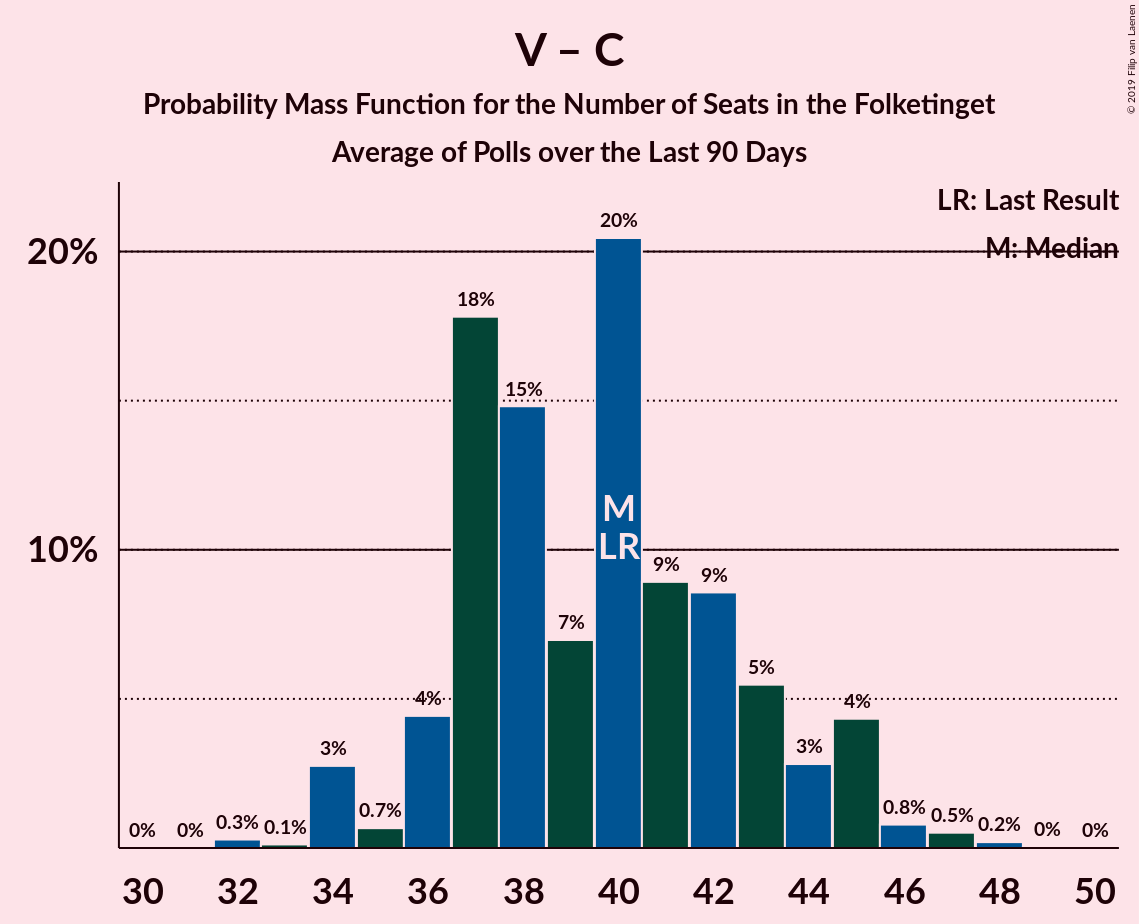 V – C
Probability Mass Function for the Number of Seats in the Folketinget
Average of Polls over the Last 90 Days
© 2019 Filip van Laenen
LR: Last Result
M: Median
20%
10%
0%
0%
0.3%
0.1%
3%
0.7%
4%
18%
15%
7%
20%
9%
9%
5%
3%
4%
0.8%
0.5%
0.2%
0%
0%
M
LR
30 32 34 36 38 40 42 44 46 48 50